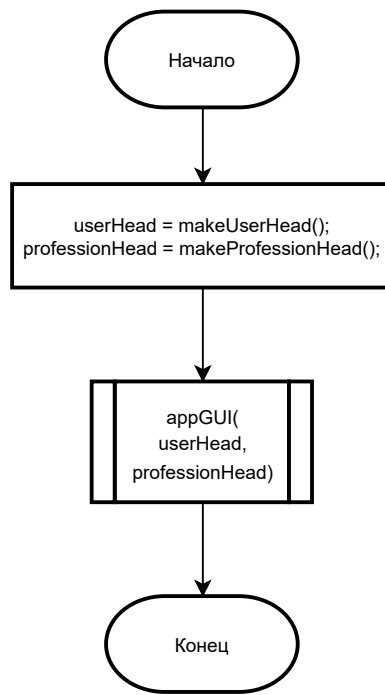 Начало
userHead = makeUserHead();
professionHead = makeProfessionHead();
appGUI(
userHead,
professionHead)
Конец